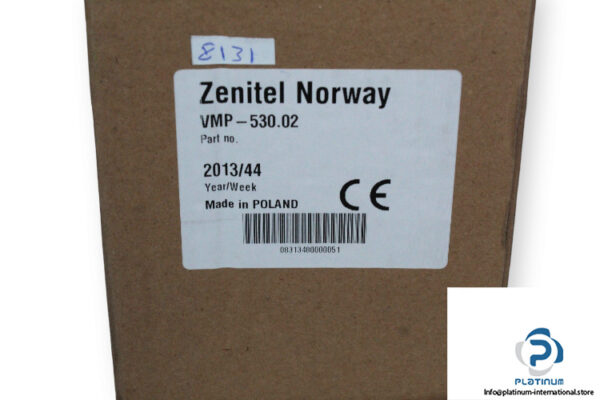 8131
Zenitel Norway
VMP-530.02
Part no.
2013/44
Year/Week
Made in POLAND
CE
08313480000051
PLATINUM
Info@platinum-international.store